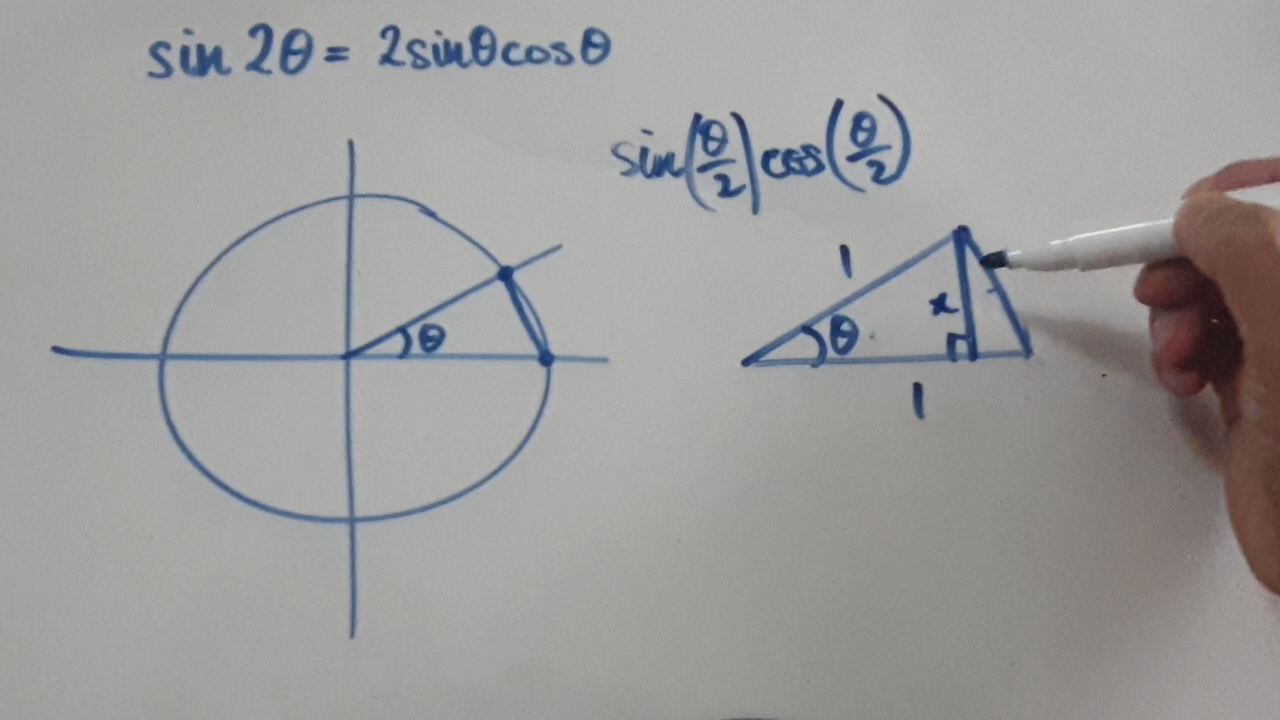 sin 2θ = 2sinθcosθ
sin(θ/2)cos(θ/2)
1
x
θ
θ
1